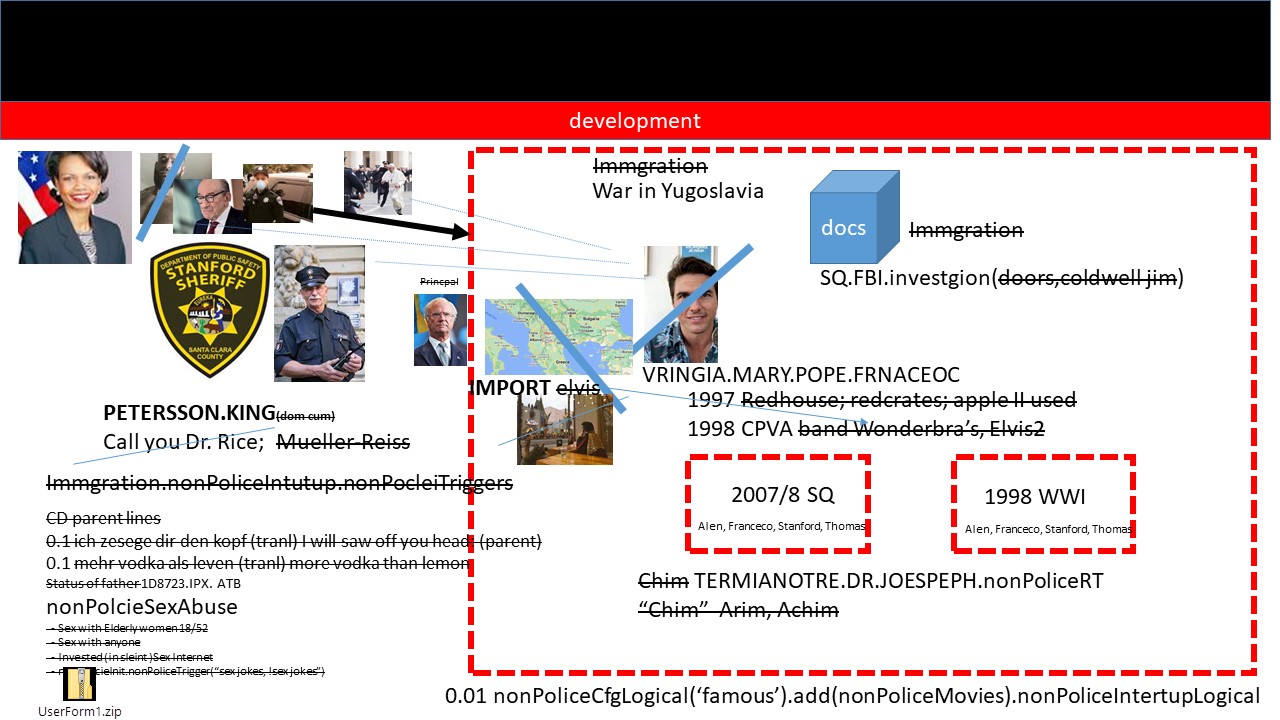 development
Immgration
War in Yugoslavia
docs
Immgration
SQ.FBI.investgion(doors,coldwell jim)
DEPARTMENT OF PUBLIC SAFETY
STANFORD
SHERIFF
EUREKA
SANTA CLARA
COUNTY
Princpal
Bulgaria
Greece
IMPORT elvis
VRINGIA.MARY.POPE.FRNACEOC
1997 Redhouse; redcrates; apple II used
1998 CPVA band Wonderbra's, Elvis2
PETERSSON.KING(dom cum)
Call you Dr. Rice; Mueller-Reiss
Immgration.nonPoliceIntutup.nonPocleiTriggers
CD parent lines
0.1 ich zesege dir den kopf (tranl) I will saw off you head (parent)
0.1 mehr vodka als leven (tranl) more vodka than lemon
Status of father 1D8723.IPX. ATB
nonPolcieSexAbuse
- Sex with Elderly women 18/52
- Sex with anyone
- Invested (in sleint )Sex Internet
cieInit.nonPoliceTrigger("sex jokes, !sex jokes")
UserForm1.zip
2007/8 SQ
Alen, Franceco, Stanford, Thomas
1998 WWI
Alen, Franceco, Stanford, Thomas
Chim TERMIANOTRE.DR.JOESPEPH.nonPoliceRT
"Chim" Arim, Achim
0.01 nonPoliceCfgLogical('famous').add(nonPoliceMovies).nonPoliceIntertupLogical